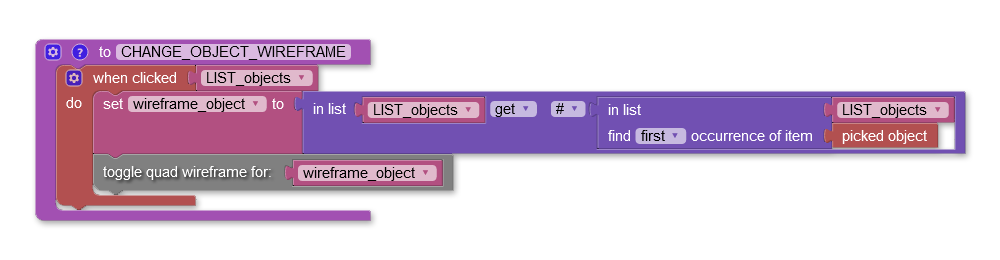 ? to CHANGE_OBJECT_WIREFRAME
when clicked LIST_objects
do set wireframe_object to in list LIST_objects get # in list LIST_objects
find first occurrence of item picked object
toggle quad wireframe for: wireframe_object